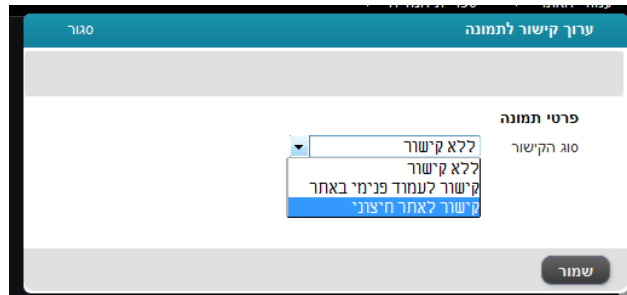 ערוך קישור לתמונה
סגור
פרטי תמונה
סוג הקישור
ללא קישור
ללא קישור
קישור לעמוד פנימי באתר
קישור לאתר חיצוני
שמור